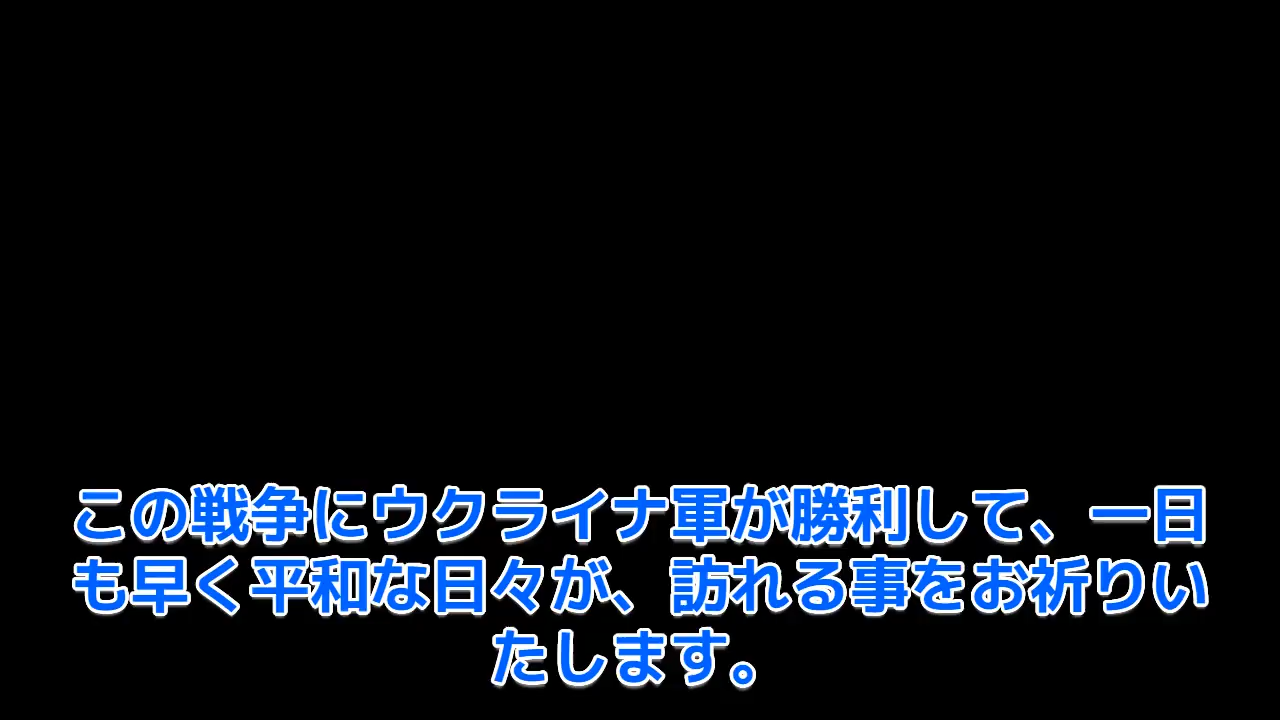 この戦争にウクライナ軍が勝利して、一日
も早く平和な日々が、訪れる事をお祈りい
たします。